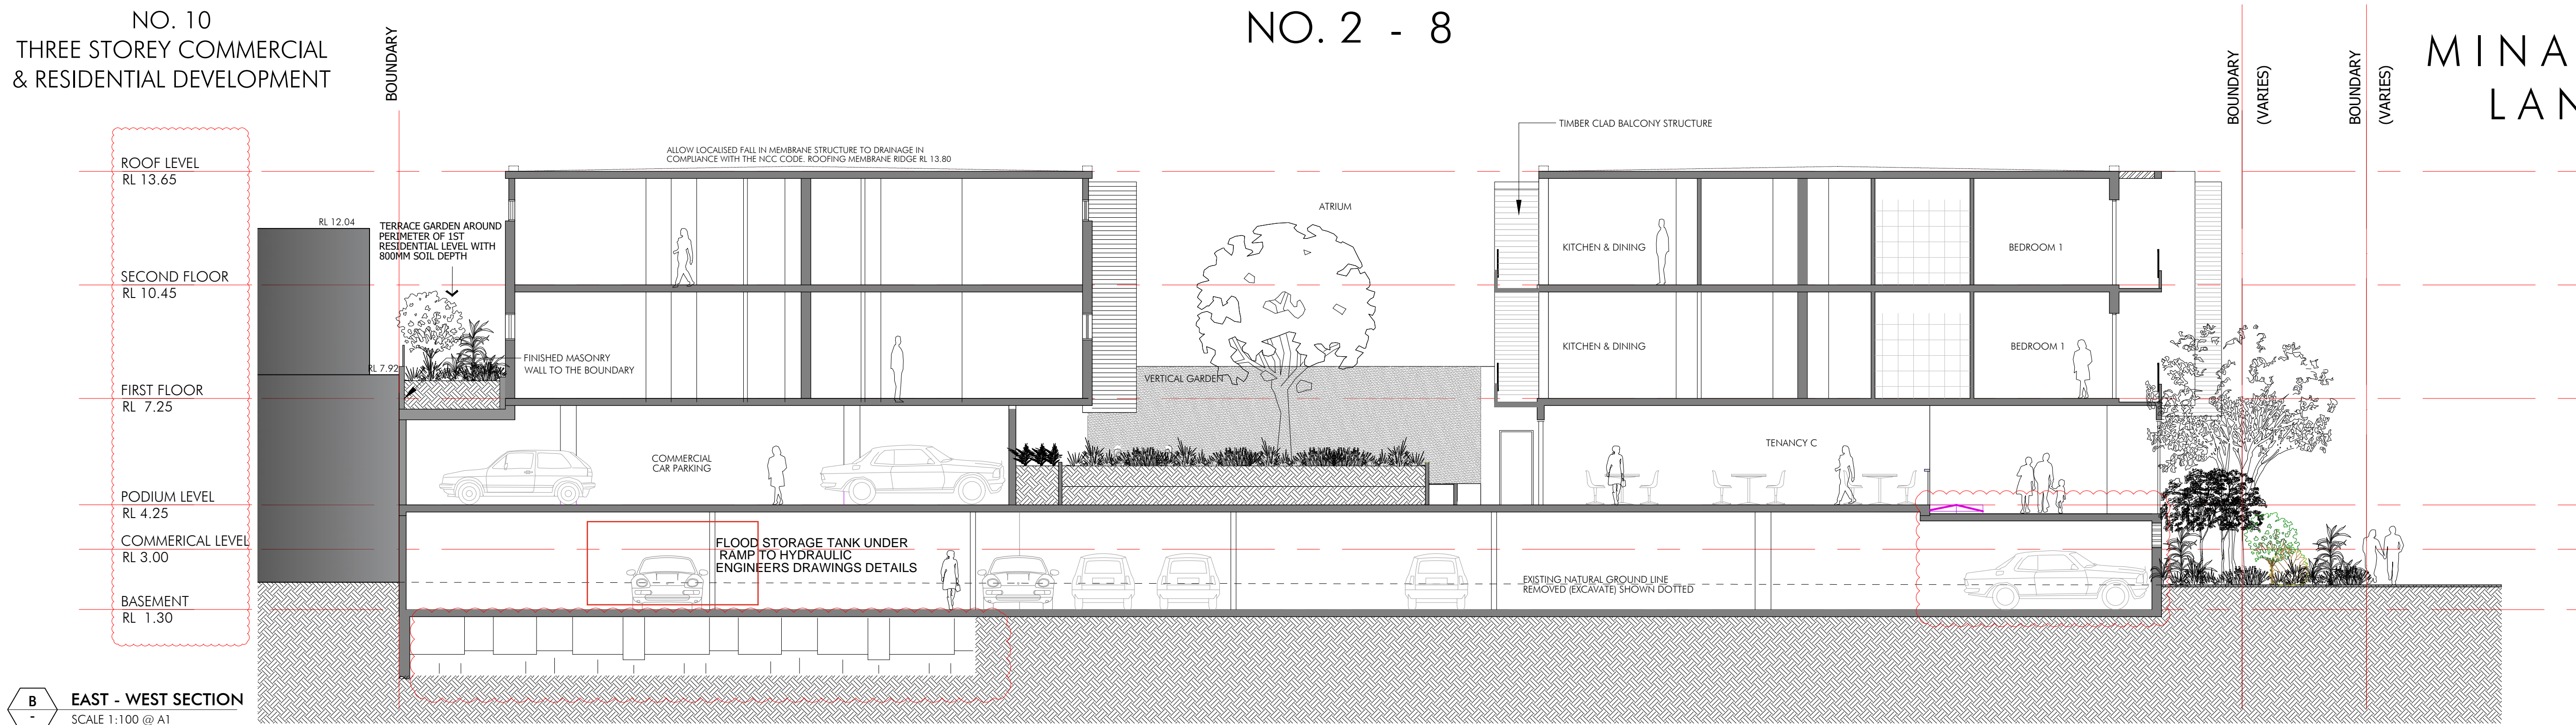 NO. 10
THREE STOREY COMMERCIAL
& RESIDENTIAL DEVELOPMENT
BOUNDARY
NO. 2 - 8
BOUNDARY
(VARIES)
BOUNDARY
(VARIES)
MINA
LAN
ROOF LEVEL
RL 13.65
SECOND FLOOR
RL 10.45
FIRST FLOOR
RL 7.25
PODIUM LEVEL
RL 4.25
COMMERICAL LEVEL
RL 3.00
BASEMENT
RL 1.30
RL 12.04
TERRACE GARDEN AROUND
PERIMETER OF 1ST
RESIDENTIAL LEVEL WITH
800MM SOIL DEPTH
RL 7.92
FINISHED MASONRY
WALL TO THE BOUNDARY
ALLOW LOCALISED FALL IN MEMBRANE STRUCTURE TO DRAINAGE IN
COMPLIANCE WITH THE NCC CODE. ROOFING MEMBRANE RIDGE RL 13.80
COMMERCIAL
CAR PARKING
FLOOD STORAGE TANK UNDER
RAMP TO HYDRAULIC
ENGINEERS DRAWINGS DETAILS
ATRIUM
VERTICAL GARDEN
TIMBER CLAD BALCONY STRUCTURE
KITCHEN & DINING
BEDROOM 1
KITCHEN & DINING
BEDROOM 1
TENANCY C
EXISTING NATURAL GROUND LINE
REMOVED (EXCAVATE) SHOWN DOTTED
B
-
EAST - WEST SECTION
SCALE 1:100 @ A1